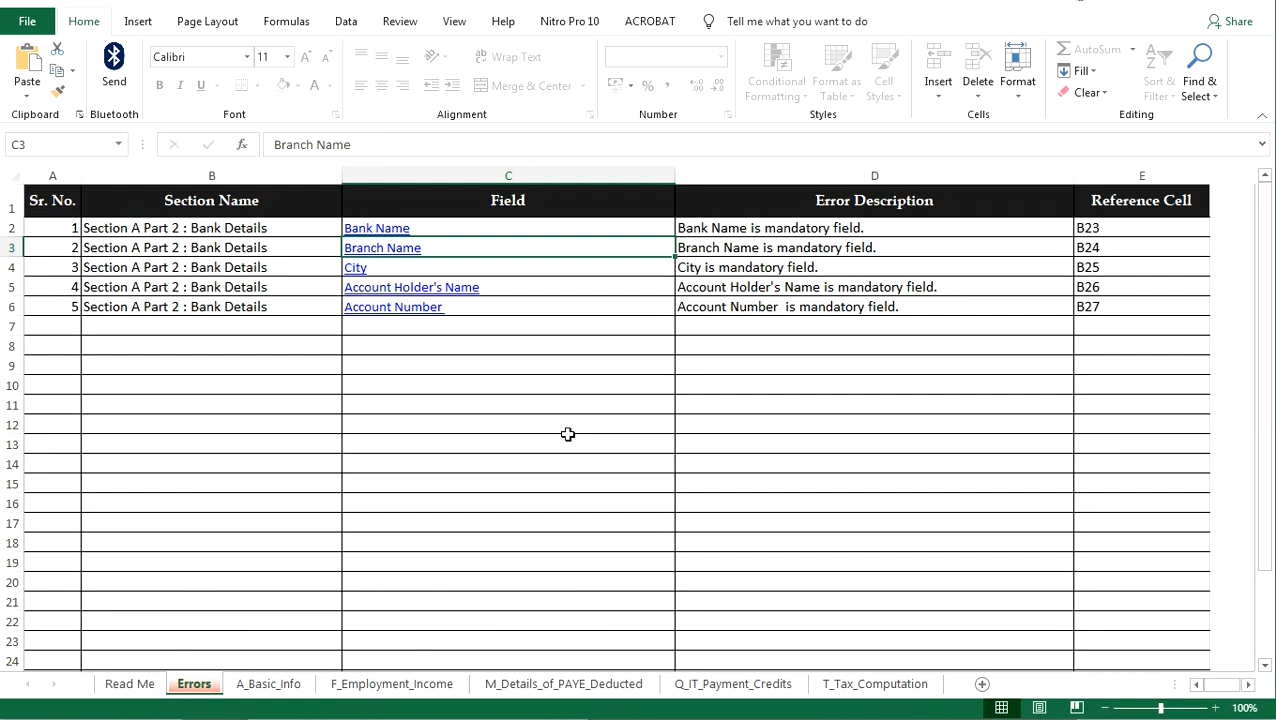 File Home Insert Page Layout Formulas Data Review View Help Nitro Pro 10 ACROBAT Tell me what you want to do Share
Paste Send Calibri 11 A A Wrap Text Conditional Formatting Format as Table Cell Styles Insert Delete Format AutoSum Fill Clear Sort & Filter Find & Select
B I U A Merge & Center %
Clipboard Bluetooth Font Alignment Number Styles Cells Editing
C3 fx Branch Name
A B C D E
1 Sr. No. Section Name Field Error Description Reference Cell
2 1 Section A Part 2 : Bank Details Bank Name Bank Name is mandatory field. B23
3 2 Section A Part 2 : Bank Details Branch Name Branch Name is mandatory field. B24
4 3 Section A Part 2 : Bank Details City City is mandatory field. B25
5 4 Section A Part 2 : Bank Details Account Holder's Name Account Holder's Name is mandatory field. B26
6 5 Section A Part 2 : Bank Details Account Number Account Number is mandatory field. B27
7
8
9
10
11
12
13
14
15
16
17
18
19
20
21
22
23
24
Read Me Errors A_Basic_Info F_Employment_Income M_Details_of_PAYE_Deducted Q_IT_Payment_Credits T_Tax_Computation
100%